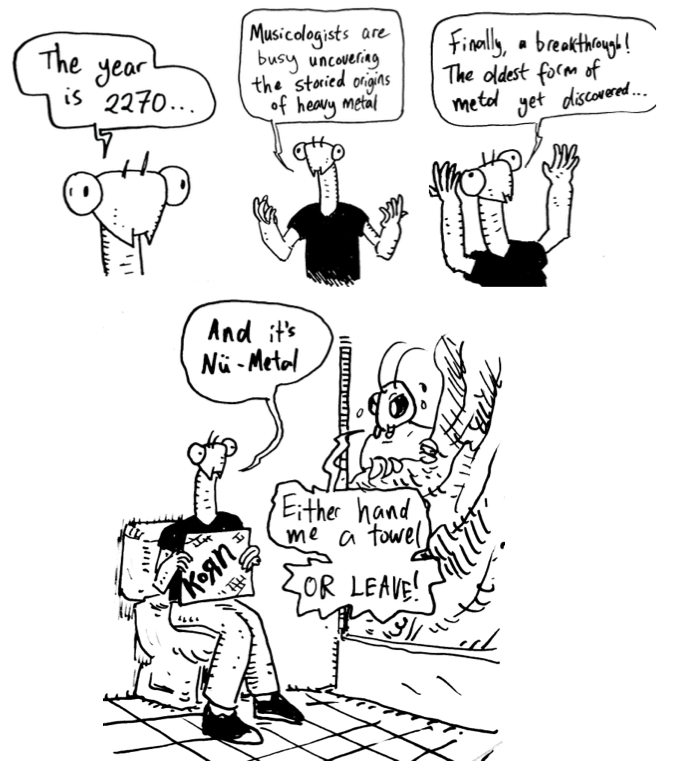 The year
is 2270...
Musicologists are
busy uncovering
the storied origins
of heavy metal
Finally, a breakthrough!
The oldest form of
metal yet discovered...
And it's
Nü-Metal
KoЯn
Either hand
me a towel
OR LEAVE!